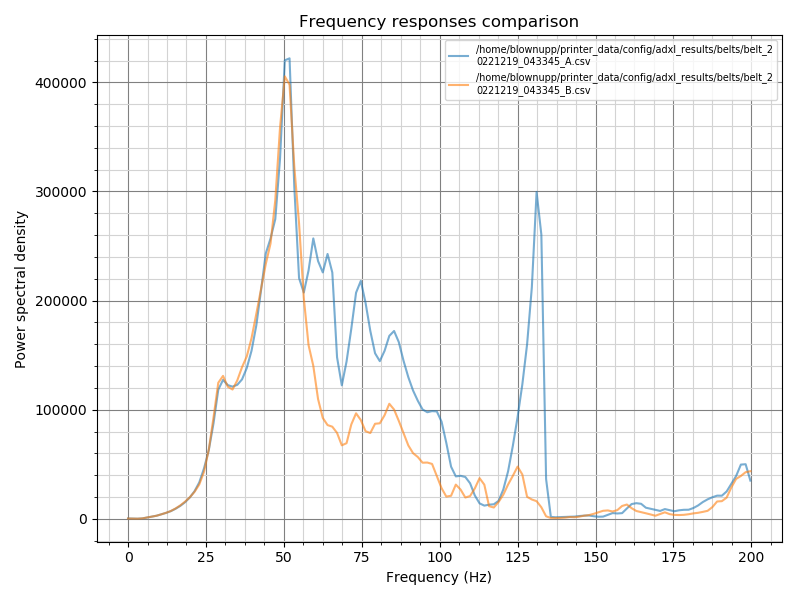 Frequency responses comparison
/home/blownupp/printer_data/config/adxl_results/belts/belt_2
0221219_043345_A.csv
/home/blownupp/printer_data/config/adxl_results/belts/belt_2
0221219_043345_B.csv
400000
300000
200000
100000
0
Power spectral density
0 25 50 75 100 125 150 175 200
Frequency (Hz)